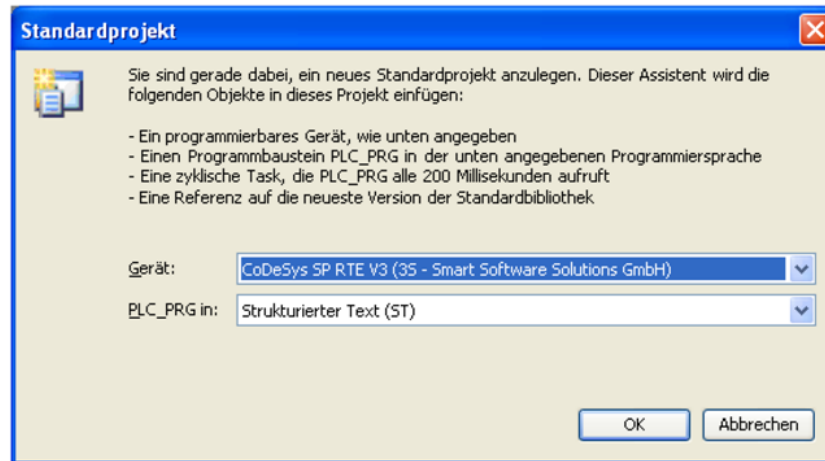 Standardprojekt
Sie sind gerade dabei, ein neues Standardprojekt anzulegen. Dieser Assistent wird die
folgenden Objekte in dieses Projekt einfügen:
- Ein programmierbares Gerät, wie unten angegeben
- Einen Programmbaustein PLC_PRG in der unten angegebenen Programmiersprache
- Eine zyklische Task, die PLC_PRG alle 200 Millisekunden aufruft
- Eine Referenz auf die neueste Version der Standardbibliothek
Gerät: CoDeSys SP RTE V3 (3S - Smart Software Solutions GmbH)
PLC_PRG in: Strukturierter Text (ST)
OK Abbrechen